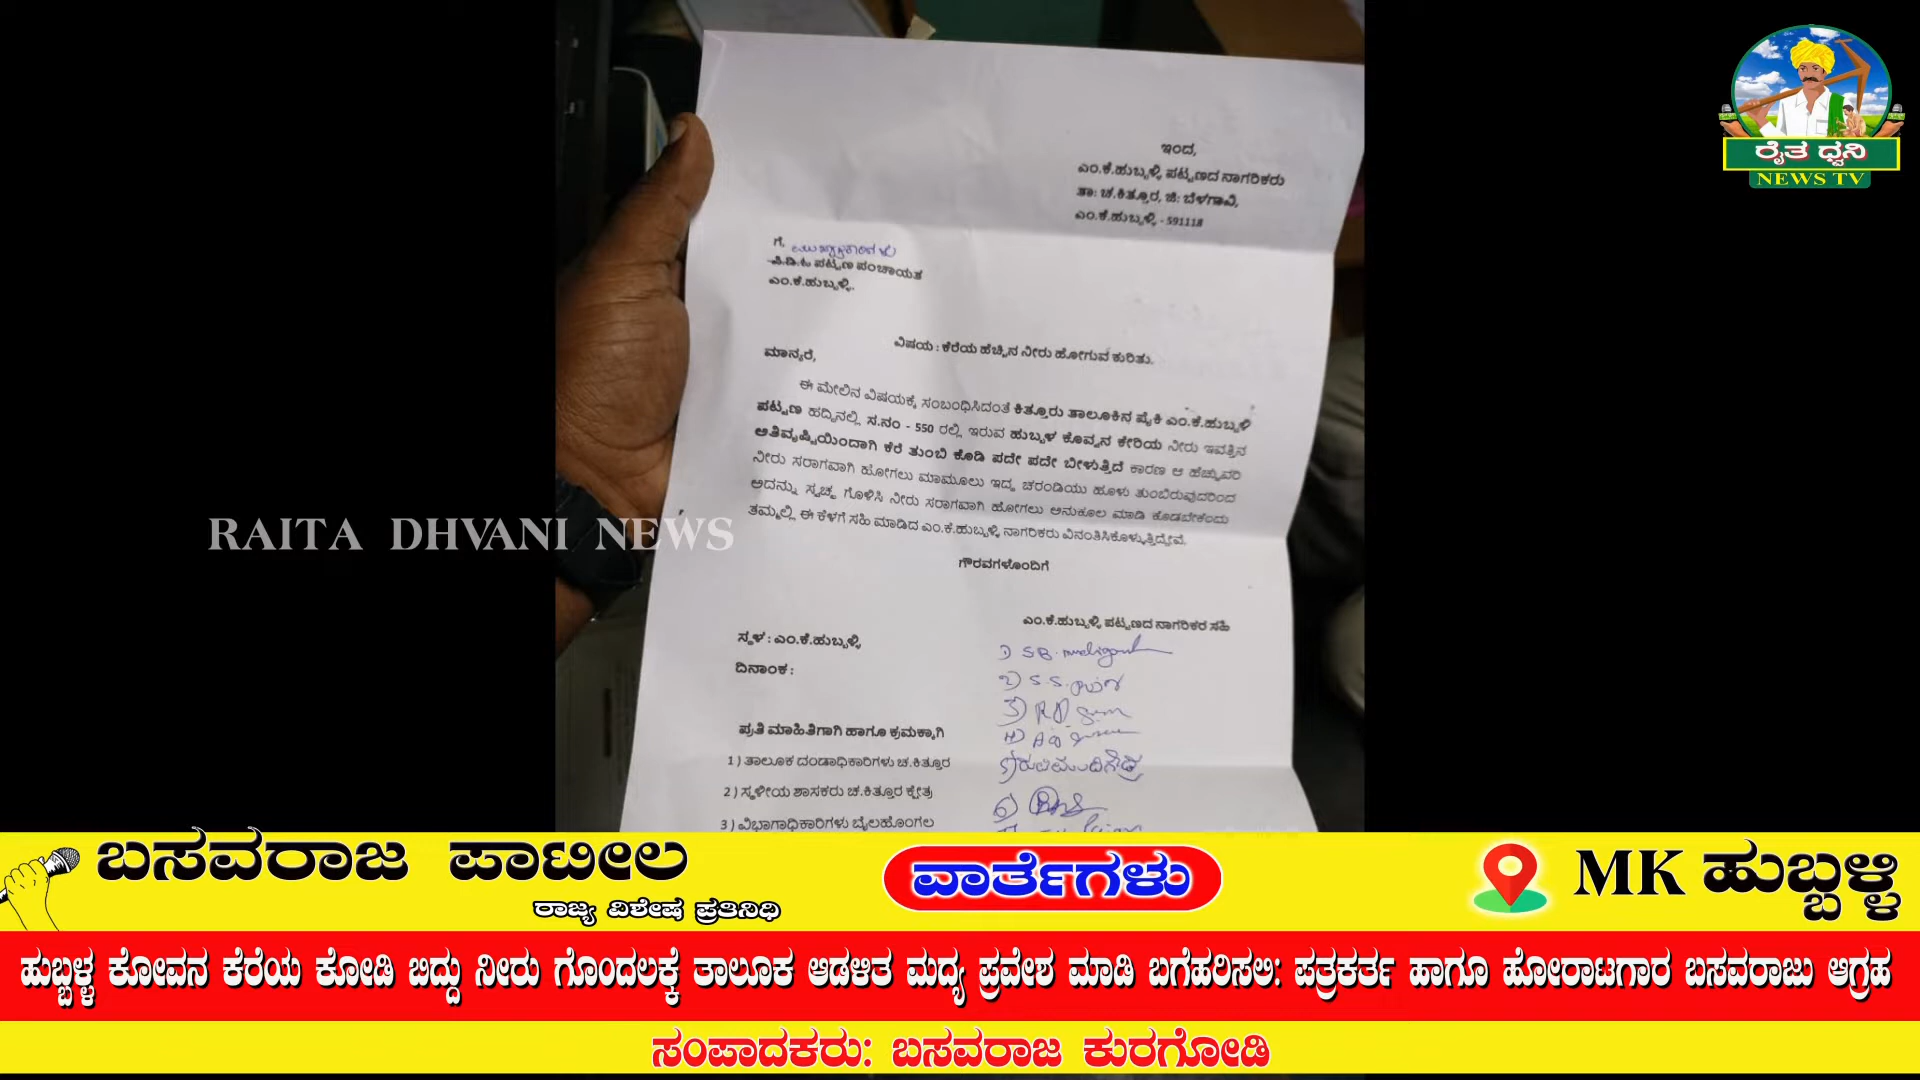 ರೈತ ಧ್ವನಿ
NEWS TV
ಇಂದ,
ಎಂ.ಕೆ.ಹುಬ್ಬಳ್ಳಿ ಪಟ್ಟಣದ ನಾಗರಿಕರು
ತಾ: ಚ.ಕಿತ್ತೂರ, ಜಿ: ಬೆಳಗಾವಿ,
ಎಂ.ಕೆ.ಹುಬ್ಬಳ್ಳಿ - 591118
ಗೆ,
ಪಿ.ಡಿ.ಓ ಪಟ್ಟಣ ಪಂಚಾಯತ
ಎಂ.ಕೆ.ಹುಬ್ಬಳ್ಳಿ.
ವಿಷಯ : ಕೆರೆಯ ಹೆಚ್ಚಿನ ನೀರು ಹೋಗುವ ಕುರಿತು.
ಮಾನ್ಯರೆ,
ಈ ಮೇಲಿನ ವಿಷಯಕ್ಕೆ ಸಂಬಂಧಿಸಿದಂತೆ ಕಿತ್ತೂರು ತಾಲೂಕಿನ ಪೈಕಿ ಎಂ.ಕೆ.ಹುಬ್ಬಳ್ಳಿ
ಪಟ್ಟಣ ಹದ್ದಿನಲ್ಲಿ ಸ.ನಂ - 550 ರಲ್ಲಿ ಇರುವ ಹುಬ್ಬಳ ಕೊವ್ವನ ಕೇರಿಯ ನೀರು ಇವತ್ತಿನ
ಅತಿವೃಷ್ಟಿಯಿಂದಾಗಿ ಕೆರೆ ತುಂಬಿ ಕೊಡಿ ಪದೇ ಪದೇ ಬೀಳುತ್ತಿದೆ ಕಾರಣ ಆ ಹೆಚ್ಚುವರಿ
ನೀರು ಸರಾಗವಾಗಿ ಹೋಗಲು ಮಾಮೂಲು ಇದ್ದ ಚರಂಡಿಯು ಹೂಳು ತುಂಬಿರುವುದರಿಂದ
ಅದನ್ನು ಸ್ವಚ್ಛ ಗೊಳಿಸಿ ನೀರು ಸರಾಗವಾಗಿ ಹೋಗಲು ಅನುಕೂಲ ಮಾಡಿ ಕೊಡಬೇಕೆಂದು
ತಮ್ಮಲ್ಲಿ ಈ ಕೆಳಗೆ ಸಹಿ ಮಾಡಿದ ಎಂ.ಕೆ.ಹುಬ್ಬಳ್ಳಿ ನಾಗರಿಕರು ವಿನಂತಿಸಿಕೊಳ್ಳುತ್ತಿದ್ದೇವೆ.
RAITA DHVANI NEWS
ಗೌರವಗಳೊಂದಿಗೆ
ಎಂ.ಕೆ.ಹುಬ್ಬಳ್ಳಿ ಪಟ್ಟಣದ ನಾಗರಿಕರ ಸಹಿ
ಸ್ಥಳ : ಎಂ.ಕೆ.ಹುಬ್ಬಳ್ಳಿ
ದಿನಾಂಕ :
ಪ್ರತಿ ಮಾಹಿತಿಗಾಗಿ ಹಾಗೂ ಕ್ರಮಕ್ಕಾಗಿ
1 ) ತಾಲೂಕ ದಂಡಾಧಿಕಾರಿಗಳು ಚ.ಕಿತ್ತೂರ
2 ) ಸ್ಥಳೀಯ ಶಾಸಕರು ಚ.ಕಿತ್ತೂರ ಕ್ಷೇತ್ರ
3 ) ವಿಭಾಗಾಧಿಕಾರಿಗಳು ಬೈಲಹೊಂಗಲ
ಬಸವರಾಜ ಪಾಟೀಲ
ರಾಜ್ಯ ವಿಶೇಷ ಪ್ರತಿನಿಧಿ
ವಾರ್ತೆಗಳು
MK ಹುಬ್ಬಳ್ಳಿ
ಹುಬ್ಬಳ್ಳ ಕೋವನ ಕೆರೆಯ ಕೋಡಿ ಬಿದ್ದು ನೀರು ಗೊಂದಲಕ್ಕೆ ತಾಲೂಕ ಆಡಳಿತ ಮದ್ಯ ಪ್ರವೇಶ ಮಾಡಿ ಬಗೆಹರಿಸಲಿ: ಪತ್ರಕರ್ತ ಹಾಗೂ ಹೋರಾಟಗಾರ ಬಸವರಾಜು ಆಗ್ರಹ
ಸಂಪಾದಕರು: ಬಸವರಾಜ ಕುರಗೋಡಿ